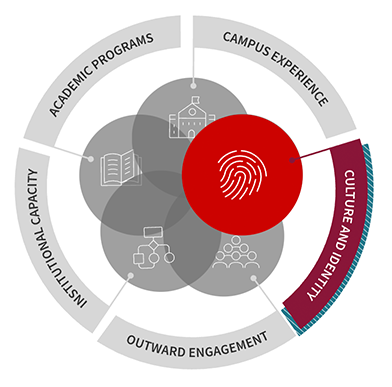 ACADEMIC PROGRAMS
CAMPUS EXPERIENCE
CULTURE AND IDENTITY
OUTWARD ENGAGEMENT
INSTITUTIONAL CAPACITY